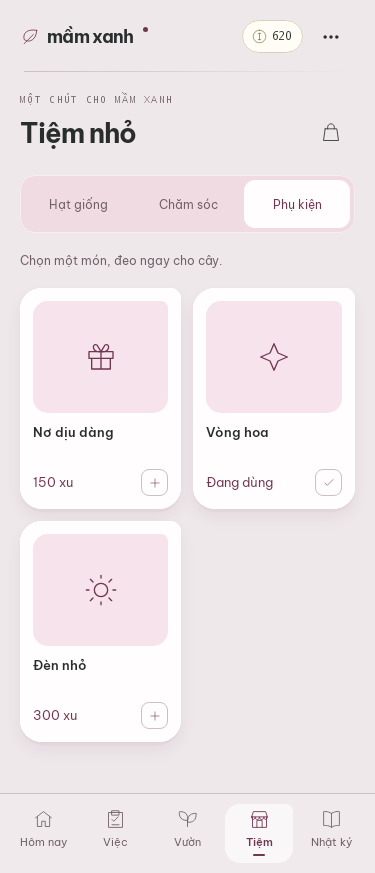 mầm xanh
620
MỘT CHÚT CHO MẦM XANH
Tiệm nhỏ
Hạt giống
Chăm sóc
Phụ kiện
Chọn một món, đeo ngay cho cây.
Nơ dịu dàng
Vòng hoa
150 xu
Đang dùng
Đèn nhỏ
300 xu
Hôm nay
Việc
Vườn
Tiệm
Nhật ký